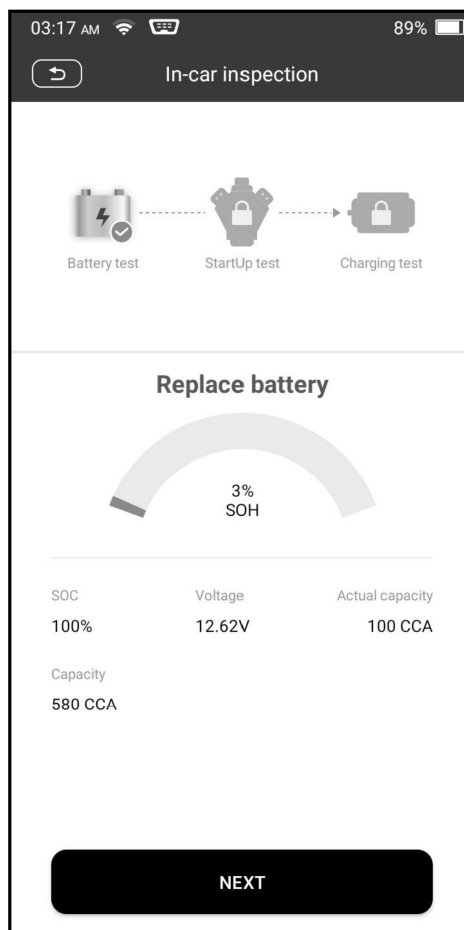 03:17 AM 89%
In-car inspection
Battery test StartUp test Charging test
Replace battery
3%
SOH
SOC Voltage Actual capacity
100% 12.62V 100 CCA
Capacity
580 CCA
NEXT